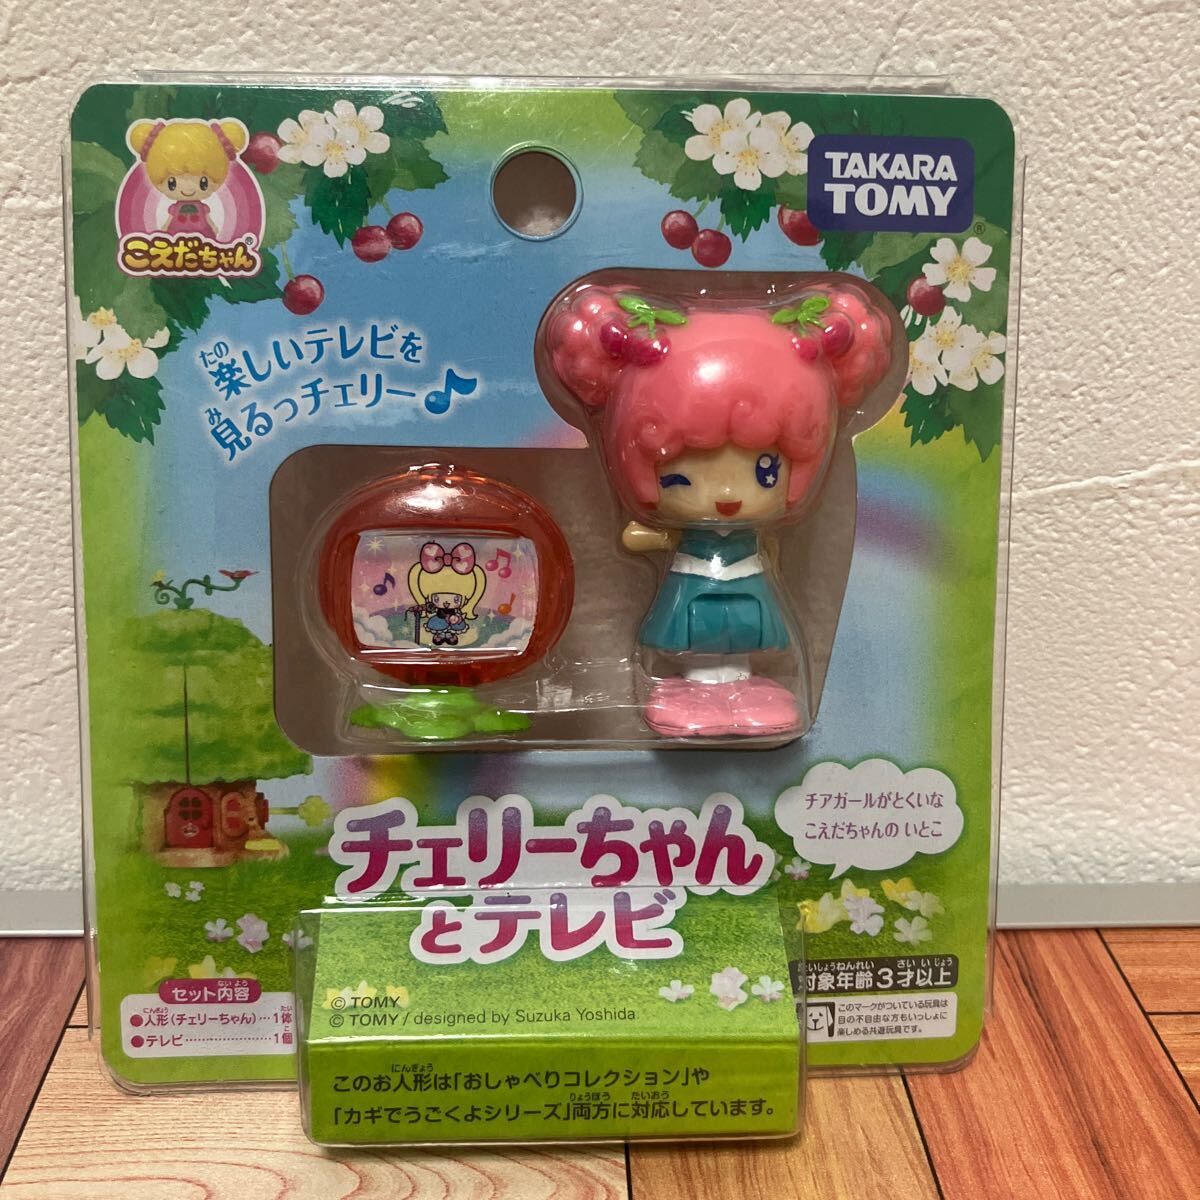 こえだちゃん®
TAKARA
TOMY®
楽しいテレビを
見るっチェリー♪
チアガールがとくいな
こえだちゃんの いとこ
チェリーちゃん
とテレビ
セット内容
●人形(チェリーちゃん)…1体
●テレビ……………………1個
対象年齢3才以上
このマークがついている玩具は
目の不自由な方もいっしょに
楽しめる共遊玩具です。
© TOMY
© TOMY / designed by Suzuka Yoshida
このお人形は「おしゃべりコレクション」や
「カギでうごくよシリーズ」両方に対応しています。